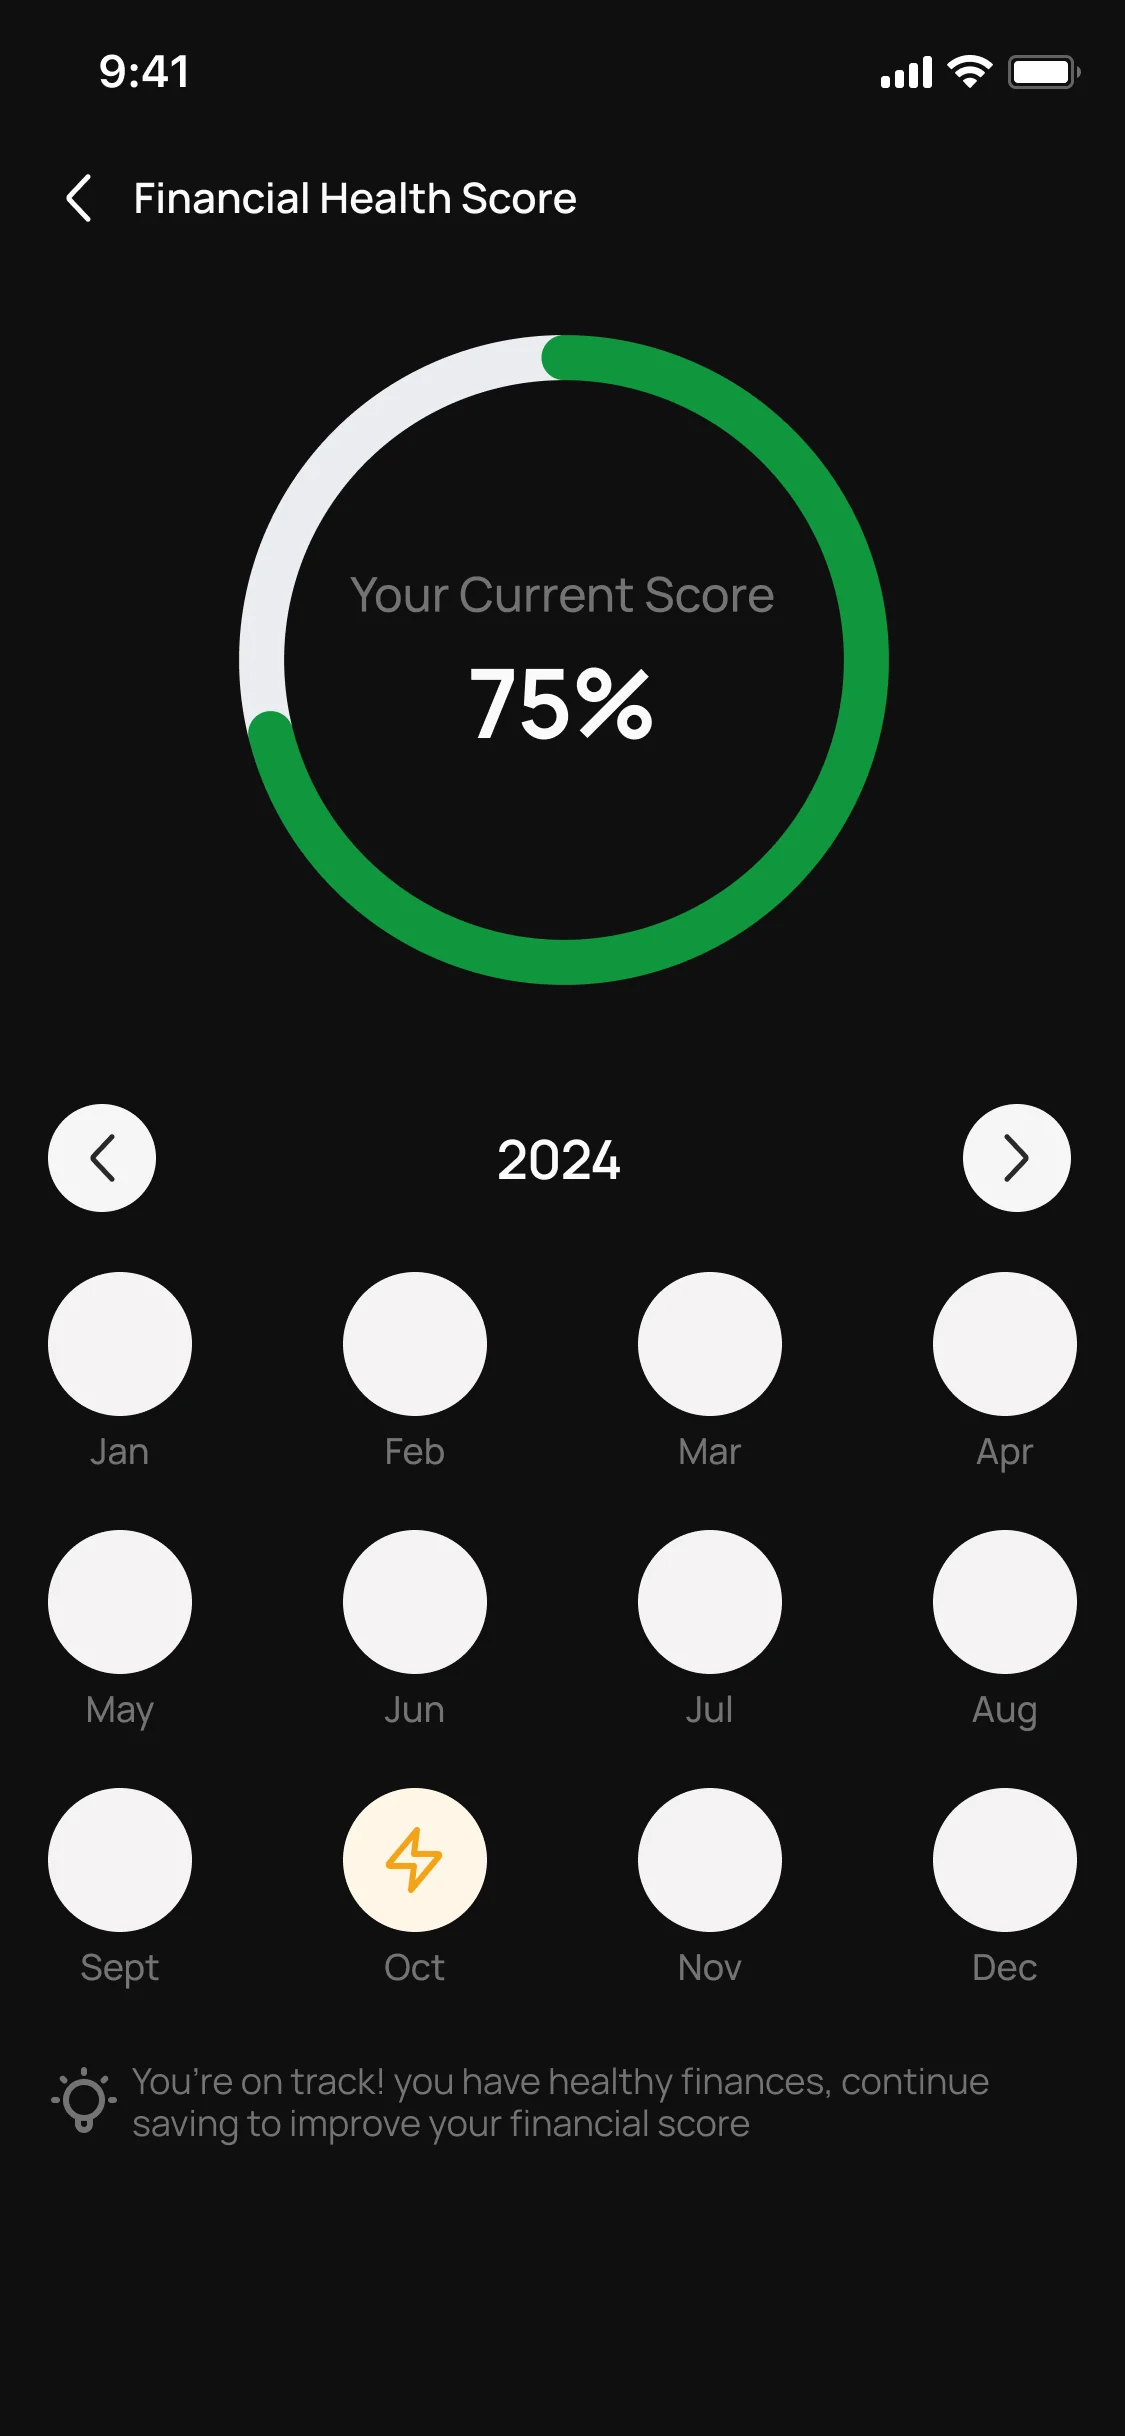 9:41
Financial Health Score
Your Current Score
75%
2024
Jan Feb Mar Apr
May Jun Jul Aug
Sept Oct Nov Dec
You're on track! you have healthy finances, continue
saving to improve your financial score